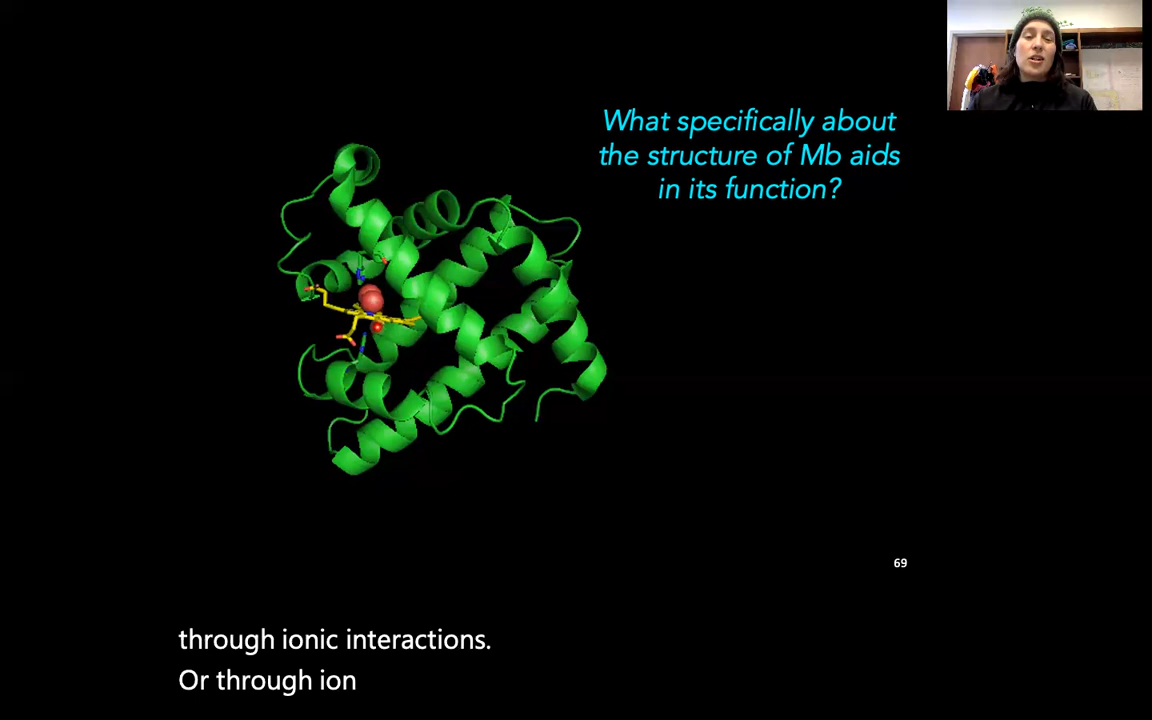 What specifically about
the structure of Mb aids
in its function?
69
through ionic interactions.
Or through ion